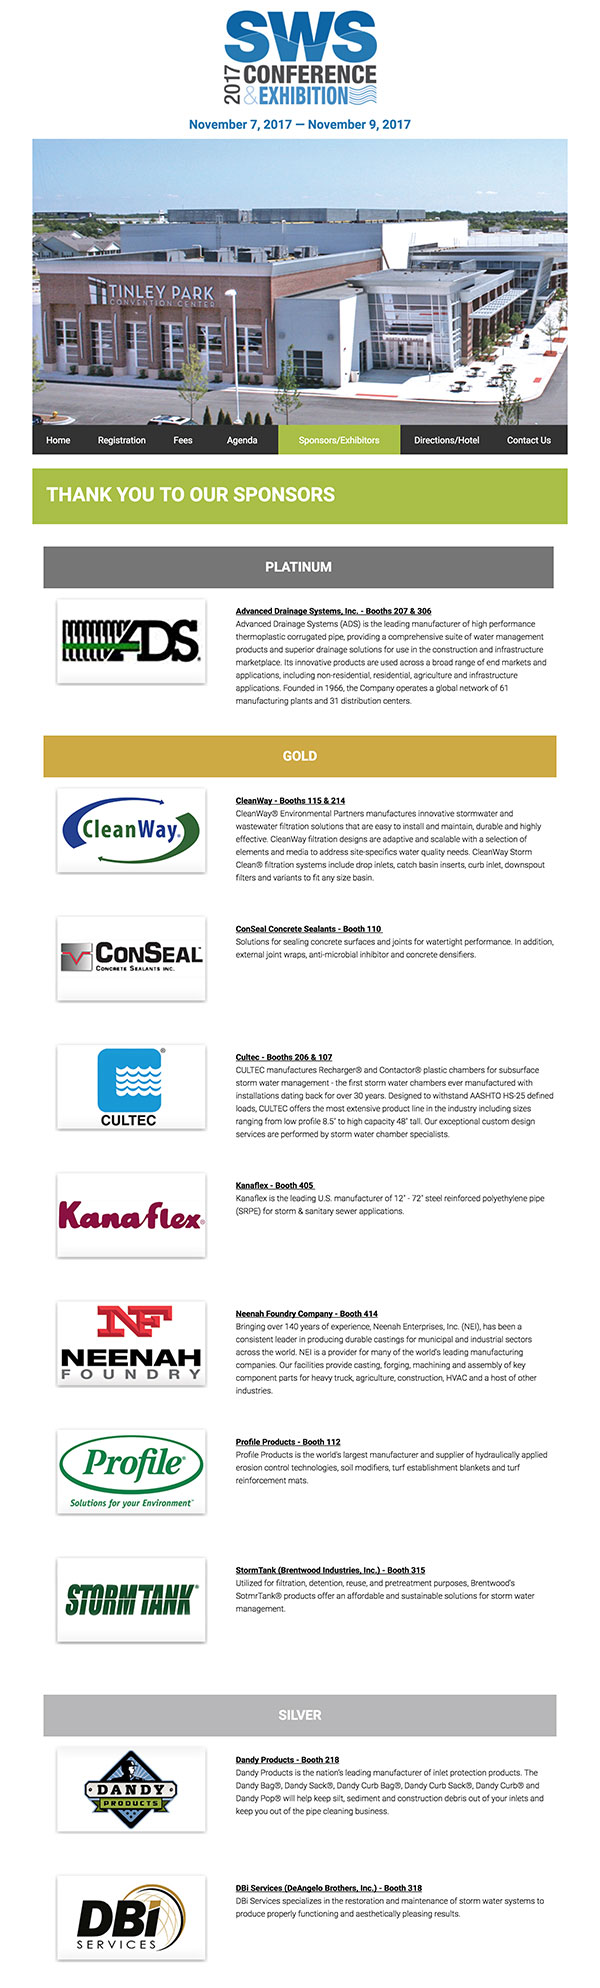 SWS
2017 CONFERENCE
& EXHIBITION
November 7, 2017 — November 9, 2017
TINLEY PARK
CONVENTION CENTER
Home Registration Fees Agenda Sponsors/Exhibitors Directions/Hotel Contact Us
THANK YOU TO OUR SPONSORS
PLATINUM
ADS®
Advanced Drainage Systems, Inc. - Booths 207 & 306
Advanced Drainage Systems (ADS) is the leading manufacturer of high performance
thermoplastic corrugated pipe, providing a comprehensive suite of water management
products and superior drainage solutions for use in the construction and infrastructure
marketplace. Its innovative products are used across a broad range of end markets and
applications, including non-residential, residential, agriculture and infrastructure
applications. Founded in 1966, the Company operates a global network of 61
manufacturing plants and 31 distribution centers.
GOLD
CleanWay®
CleanWay - Booths 115 & 214
CleanWay® Environmental Partners manufactures innovative stormwater and
wastewater filtration solutions that are easy to install and maintain, durable and highly
effective. CleanWay filtration designs are adaptive and scalable with a selection of
elements and media to address site-specifics water quality needs. CleanWay Storm
Clean® filtration systems include drop inlets, catch basin inserts, curb inlet, downspout
filters and variants to fit any size basin.
CONSEAL™
CONCRETE SEALANTS INC.
ConSeal Concrete Sealants - Booth 110
Solutions for sealing concrete surfaces and joints for watertight performance. In addition,
external joint wraps, anti-microbial inhibitor and concrete densifiers.
®
CULTEC
Cultec - Booths 206 & 107
CULTEC manufactures Recharger® and Contactor® plastic chambers for subsurface
storm water management - the first storm water chambers ever manufactured with
installations dating back for over 30 years. Designed to withstand AASHTO HS-25 defined
loads, CULTEC offers the most extensive product line in the industry including sizes
ranging from low profile 8.5" to high capacity 48" tall. Our exceptional custom design
services are performed by storm water chamber specialists.
Kanaflex®
Kanaflex - Booth 405
Kanaflex is the leading U.S. manufacturer of 12" - 72" steel reinforced polyethylene pipe
(SRPE) for storm & sanitary sewer applications.
NF
NEENAH
FOUNDRY
Neenah Foundry Company - Booth 414
Bringing over 140 years of experience, Neenah Enterprises, Inc. (NEI), has been a
consistent leader in producing durable castings for municipal and industrial sectors
across the world. NEI is a provider for many of the world's leading manufacturing
companies. Our facilities provide casting, forging, machining and assembly of key
component parts for heavy truck, agriculture, construction, HVAC and a host of other
industries.
Profile®
Solutions for your Environment™
Profile Products - Booth 112
Profile Products is the world's largest manufacturer and supplier of hydraulically applied
erosion control technologies, soil modifiers, turf establishment blankets and turf
reinforcement mats.
STORMTANK®
StormTank (Brentwood Industries, Inc.) - Booth 315
Utilized for filtration, detention, reuse, and pretreatment purposes, Brentwood's
SotmrTank® products offer an affordable and sustainable solutions for storm water
management.
SILVER
DANDY
PRODUCTS
Dandy Products - Booth 218
Dandy Products is the nation's leading manufacturer of inlet protection products. The
Dandy Bag®, Dandy Sack®, Dandy Curb Bag®, Dandy Curb Sack®, Dandy Curb® and
Dandy Pop® will help keep silt, sediment and construction debris out of your inlets and
keep you out of the pipe cleaning business.
DBi
SERVICES
DBi Services (DeAngelo Brothers, Inc.) - Booth 318
DBi Services specializes in the restoration and maintenance of storm water systems to
produce properly functioning and aesthetically pleasing results.